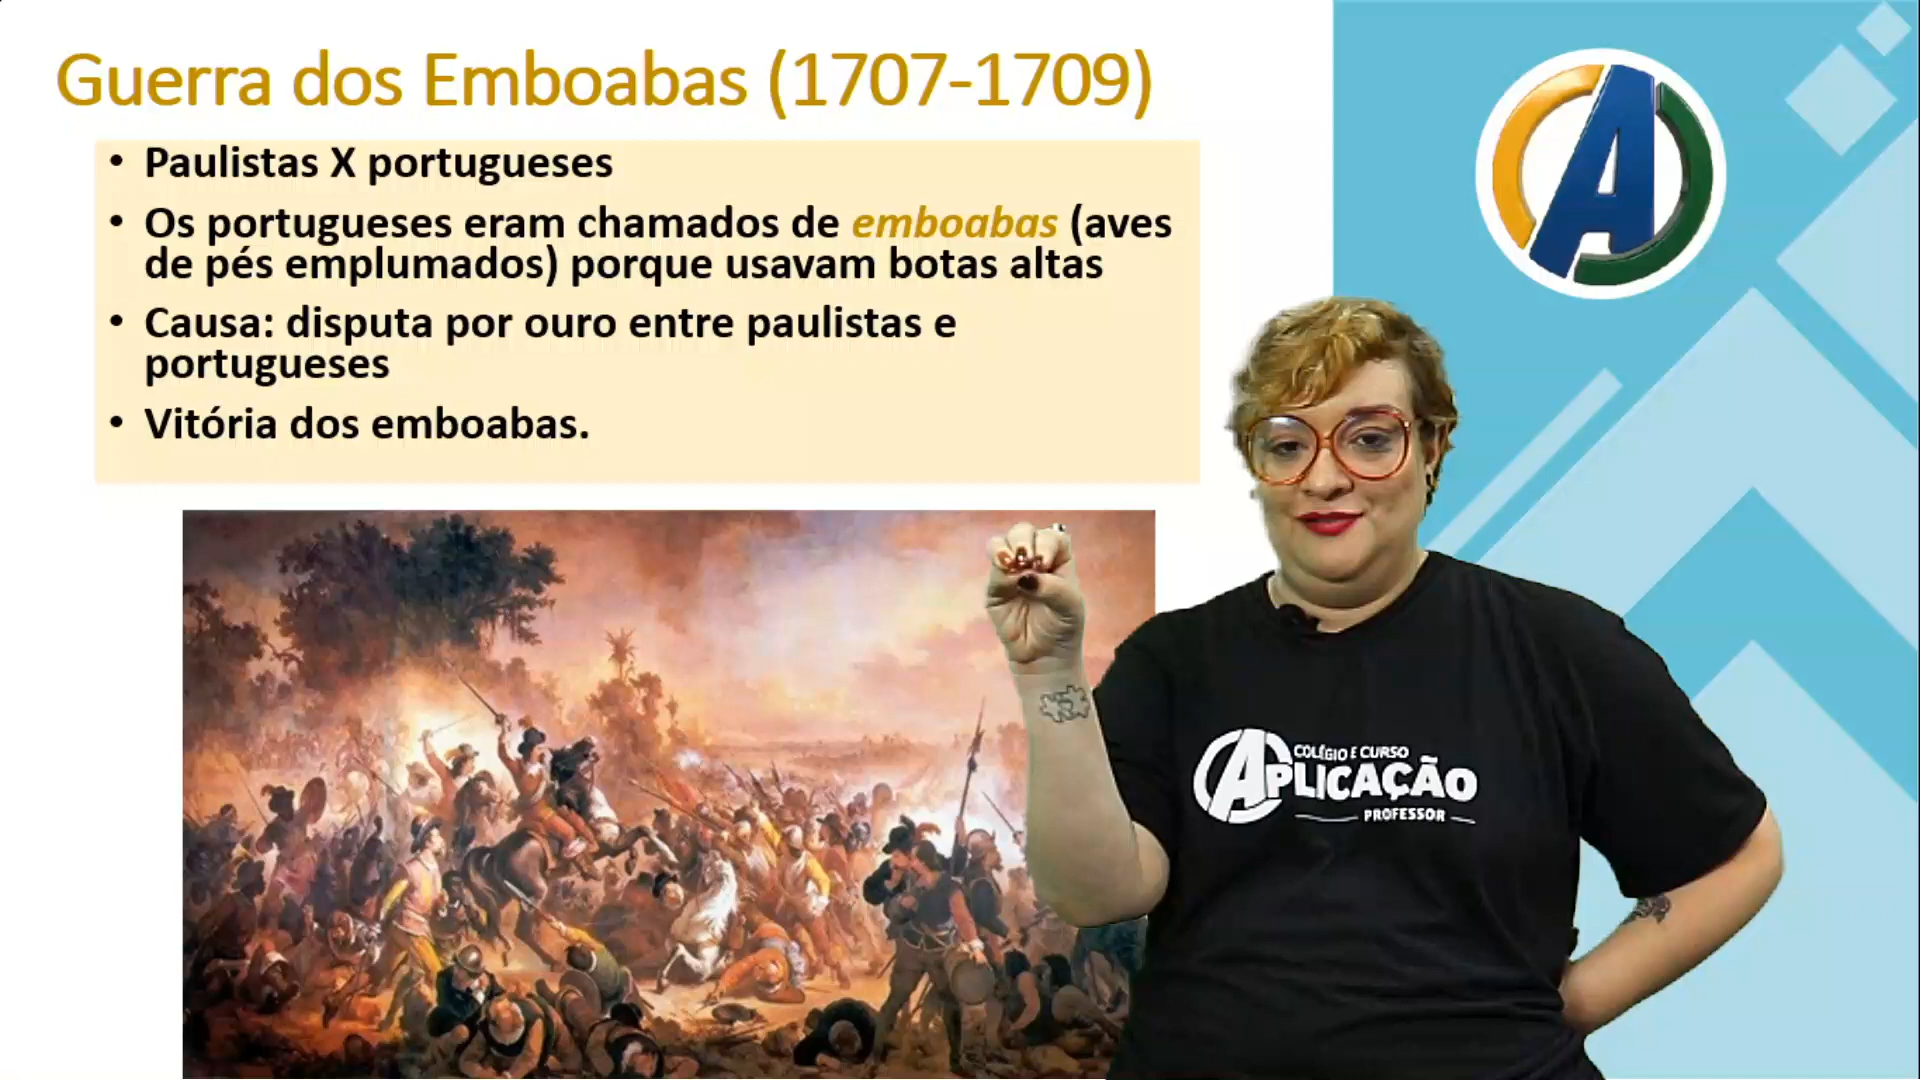 Guerra dos Emboabas (1707-1709)
• Paulistas X portugueses
• Os portugueses eram chamados de emboabas (aves
de pés emplumados) porque usavam botas altas
• Causa: disputa por ouro entre paulistas e
portugueses
• Vitória dos emboabas.
A
COLÉGIO E CURSO
APLICAÇÃO
PROFESSOR